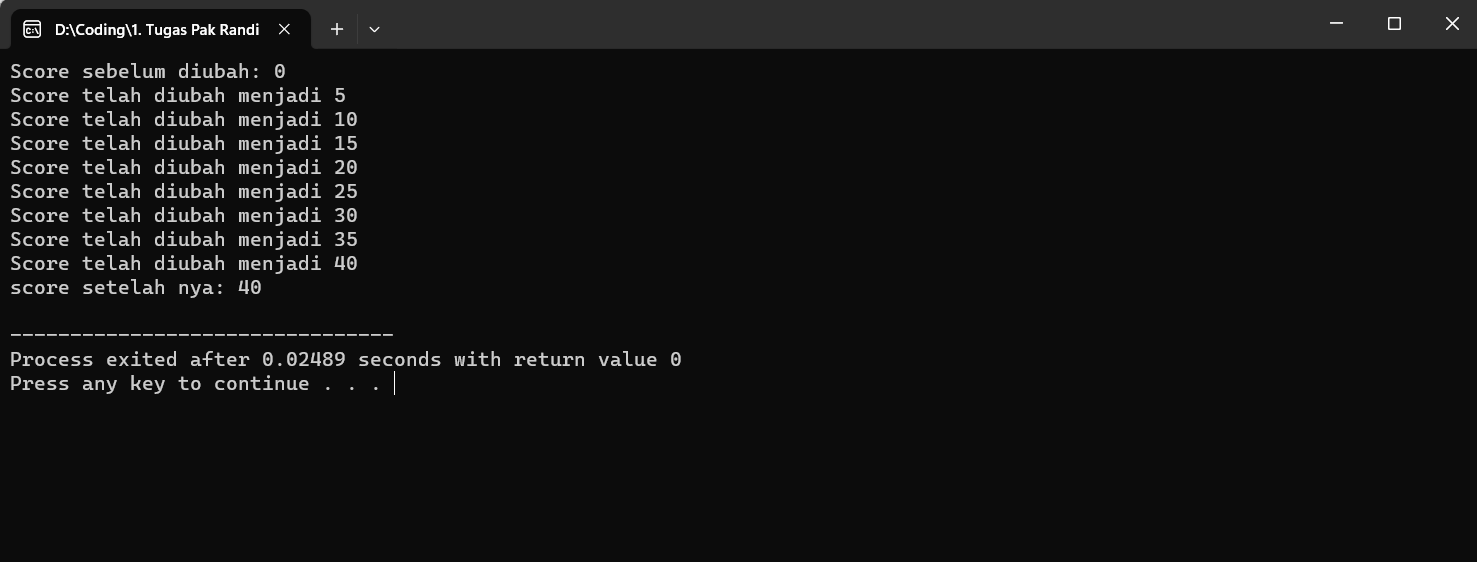 D:\Coding\1. Tugas Pak Randi
Score sebelum diubah: 0
Score telah diubah menjadi 5
Score telah diubah menjadi 10
Score telah diubah menjadi 15
Score telah diubah menjadi 20
Score telah diubah menjadi 25
Score telah diubah menjadi 30
Score telah diubah menjadi 35
Score telah diubah menjadi 40
score setelah nya: 40
--------------------------------
Process exited after 0.02489 seconds with return value 0
Press any key to continue . . .